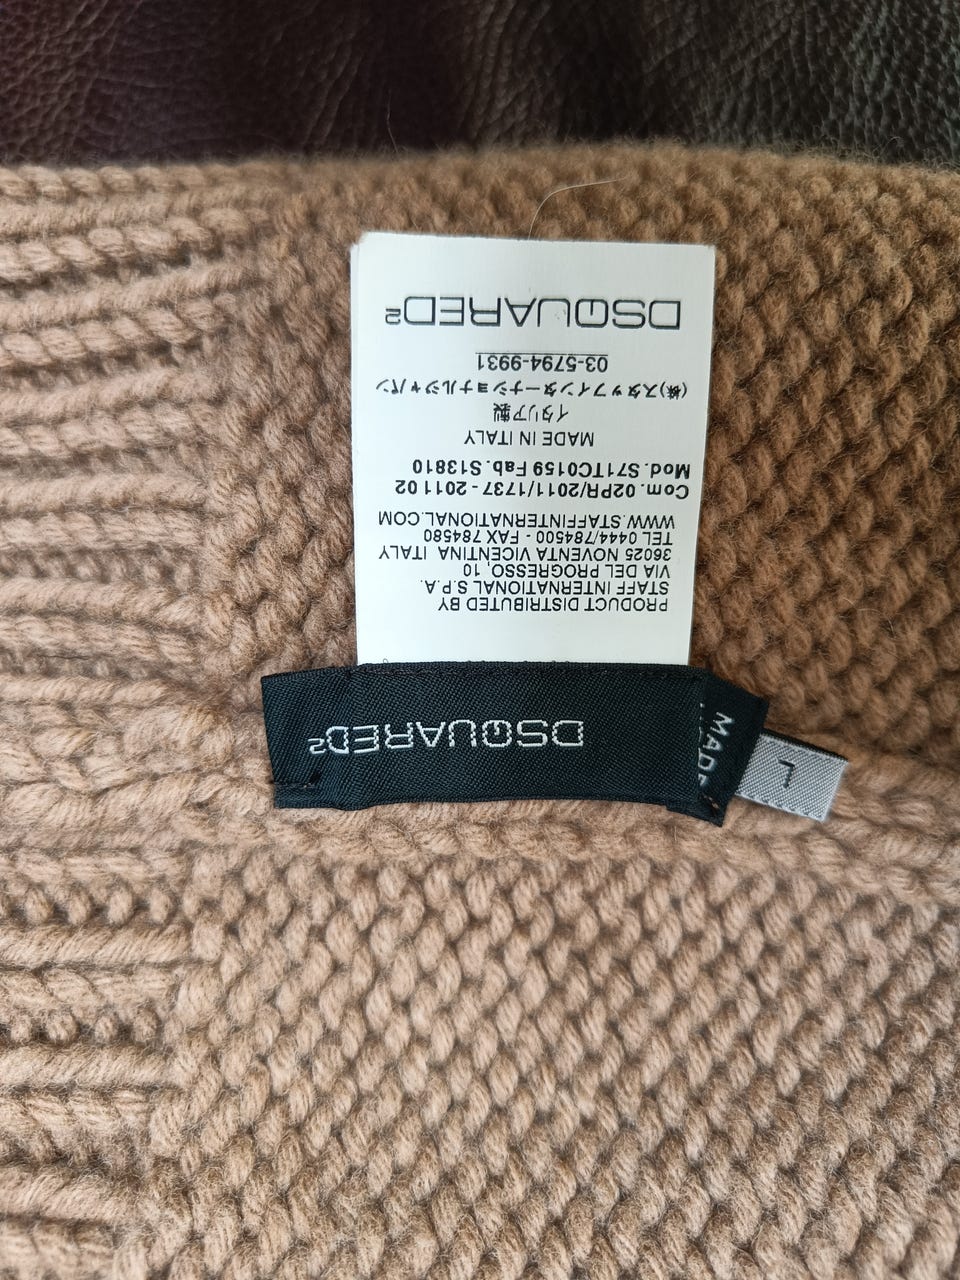 DSQUARED2
03-5794-9931
(株)スタッフインターナショナルジャパン
イタリア製
MADE IN ITALY
Mod. S71TC0159 Fab. S13810
Com. 02PR/2011/1737 - 2011 02
WWW.STAFFINTERNATIONAL.COM
TEL 0444/784500 - FAX 784580
36025 NOVENTA VICENTINA ITALY
VIA DEL PROGRESSO, 10
STAFF INTERNATIONAL S.P.A.
PRODUCT DISTRIBUTED BY
DSQUARED2
MADE
L